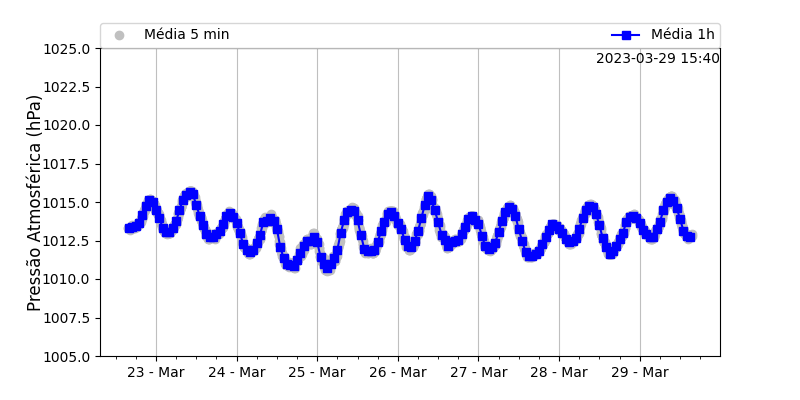 Média 5 min
Média 1h
2023-03-29 15:40
Pressão Atmosférica (hPa)
1025.0
1022.5
1020.0
1017.5
1015.0
1012.5
1010.0
1007.5
1005.0
23 - Mar
24 - Mar
25 - Mar
26 - Mar
27 - Mar
28 - Mar
29 - Mar